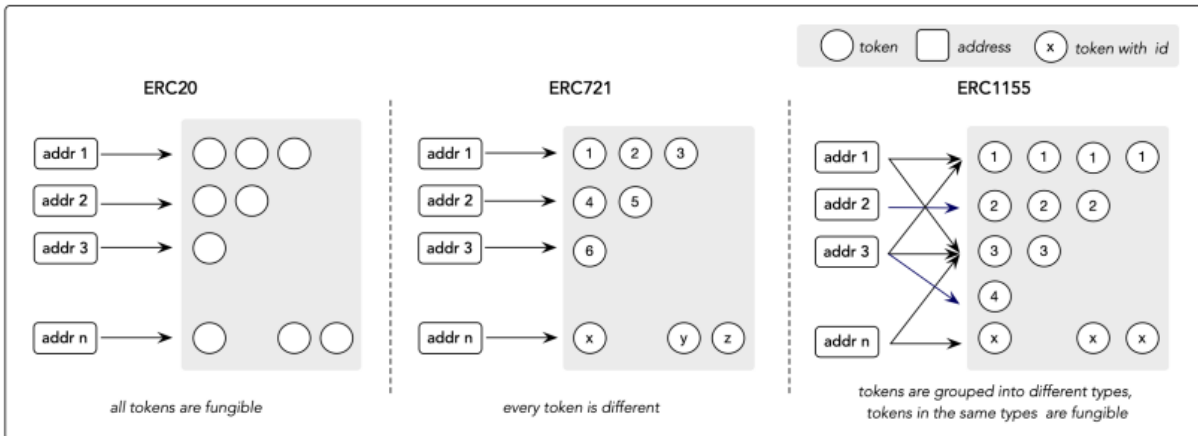 token address x token with id
ERC20 ERC721 ERC1155
addr 1 addr 1 1 2 3 addr 1 1 1 1 1
addr 2 addr 2 4 5 addr 2 2 2 2
addr 3 addr 3 6 addr 3 3 3
4
addr n addr n x y z addr n x x x
all tokens are fungible every token is different tokens are grouped into different types,
tokens in the same types are fungible